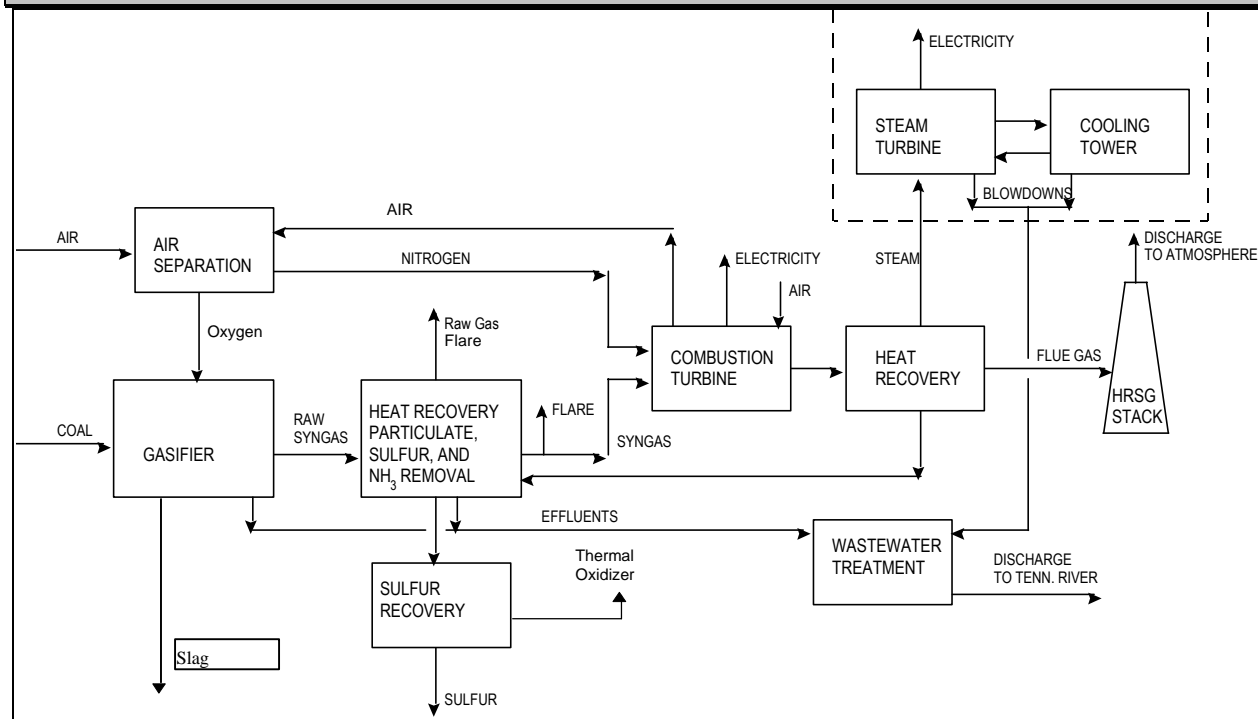 ELECTRICITY
STEAM
TURBINE
COOLING
TOWER
BLOWDOWNS
AIR
AIR
AIR
SEPARATION
NITROGEN
ELECTRICITY
AIR
STEAM
DISCHARGE
TO ATMOSPHERE
Oxygen
Raw Gas
Flare
COMBUSTION
TURBINE
HEAT
RECOVERY
FLUE GAS
HRSG
STACK
COAL
GASIFIER
RAW
SYNGAS
HEAT RECOVERY
PARTICULATE,
SULFUR, AND
NH3 REMOVAL
FLARE
SYNGAS
EFFLUENTS
WASTEWATER
TREATMENT
DISCHARGE
TO TENN. RIVER
Thermal
Oxidizer
SULFUR
RECOVERY
Slag
SULFUR